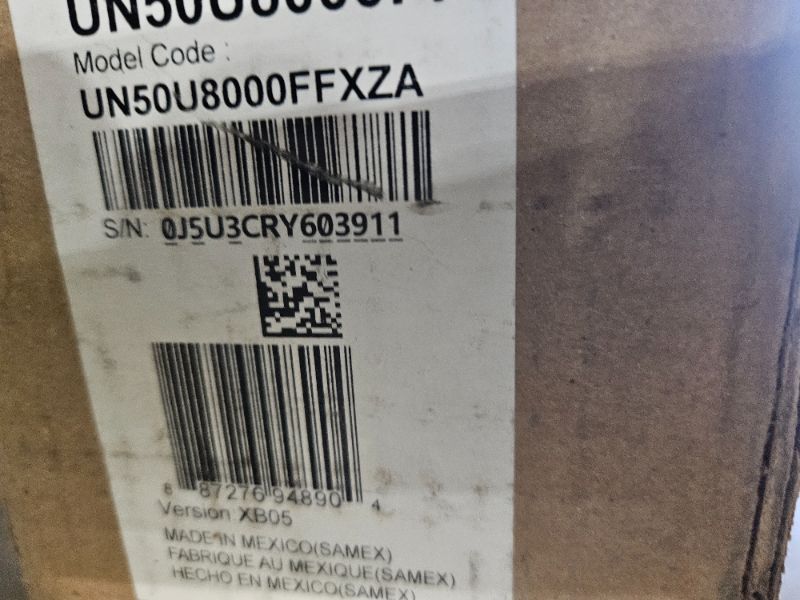 UN50U8000FF
Model Code :
UN50U8000FFXZA
S/N: 0J5U3CRY603911
8 87276 94890 4
Version XB05
MADE IN MEXICO(SAMEX)
FABRIQUE AU MEXIQUE(SAMEX)
HECHO EN MEXICO(SAMEX)